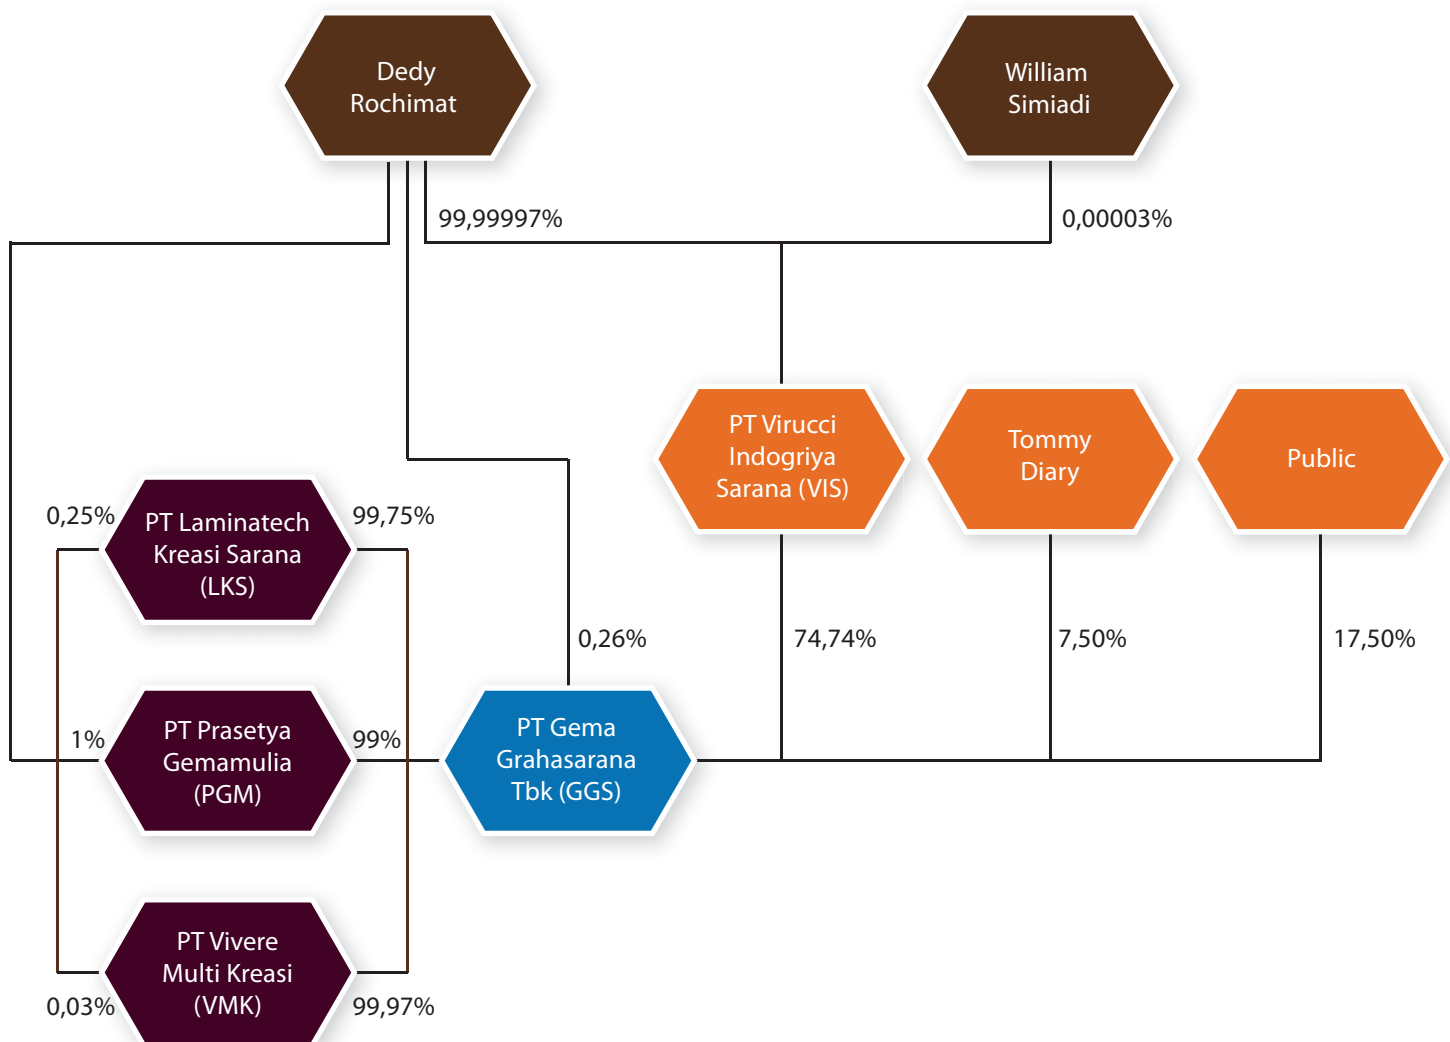 Dedy
Rochimat
William
Simiadi
99,99997%
0,00003%
PT Virucci
Indogriya
Sarana (VIS)
Tommy
Diary
Public
0,25%
PT Laminatech
Kreasi Sarana
(LKS)
99,75%
0,26%
74,74%
7,50%
17,50%
1%
PT Prasetya
Gemamulia
(PGM)
99%
PT Gema
Grahasarana
Tbk (GGS)
PT Vivere
Multi Kreasi
(VMK)
0,03%
99,97%